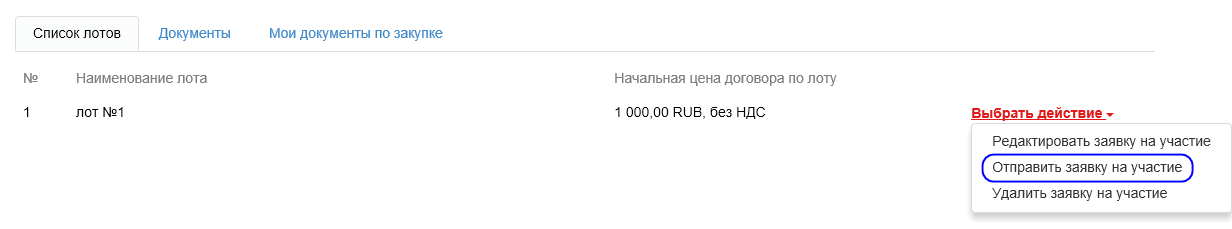 Список лотов Документы Мои документы по закупке
№ Наименование лота Начальная цена договора по лоту
1 лот №1 1 000,00 RUB, без НДС Выбрать действие
Редактировать заявку на участие
Отправить заявку на участие
Удалить заявку на участие